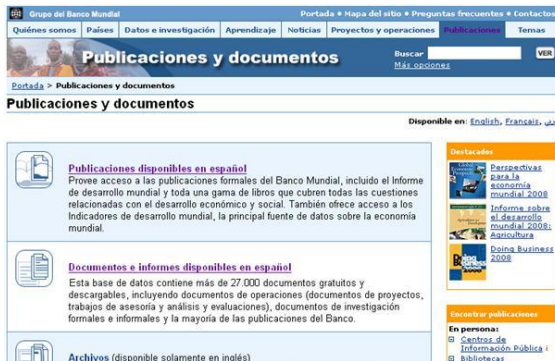 Grupo del Banco Mundial
Portada • Mapa del sitio • Preguntas frecuentes • Contactos
Quiénes somos Países Datos e investigación Aprendizaje Noticias Proyectos y operaciones Publicaciones Temas
Publicaciones y documentos
Buscar VER
Más opciones
Portada > Publicaciones y documentos
Publicaciones y documentos
Disponible en: English, Français,
Publicaciones disponibles en español
Provee acceso a las publicaciones formales del Banco Mundial, incluido el Informe
de desarrollo mundial y toda una gama de libros que cubren todas las cuestiones
relacionadas con el desarrollo económico y social. También ofrece acceso a los
Indicadores de desarrollo mundial, la principal fuente de datos sobre la economía
mundial.
Documentos e informes disponibles en español
Esta base de datos contiene más de 27.000 documentos gratuitos y
descargables, incluyendo documentos de operaciones (documentos de proyectos,
trabajos de asesoría y análisis y evaluaciones), documentos de investigación
formales e informales y la mayoría de las publicaciones del Banco.
Archivos (disponible solamente en inglés)
Destacados
Perspectivas
para la
economía
mundial 2008
Informe sobre
el desarrollo
mundial 2008:
Agricultura
Doing Business
2008
Encontrar publicaciones
En persona:
Centros de
Información Pública
Bibliotecas